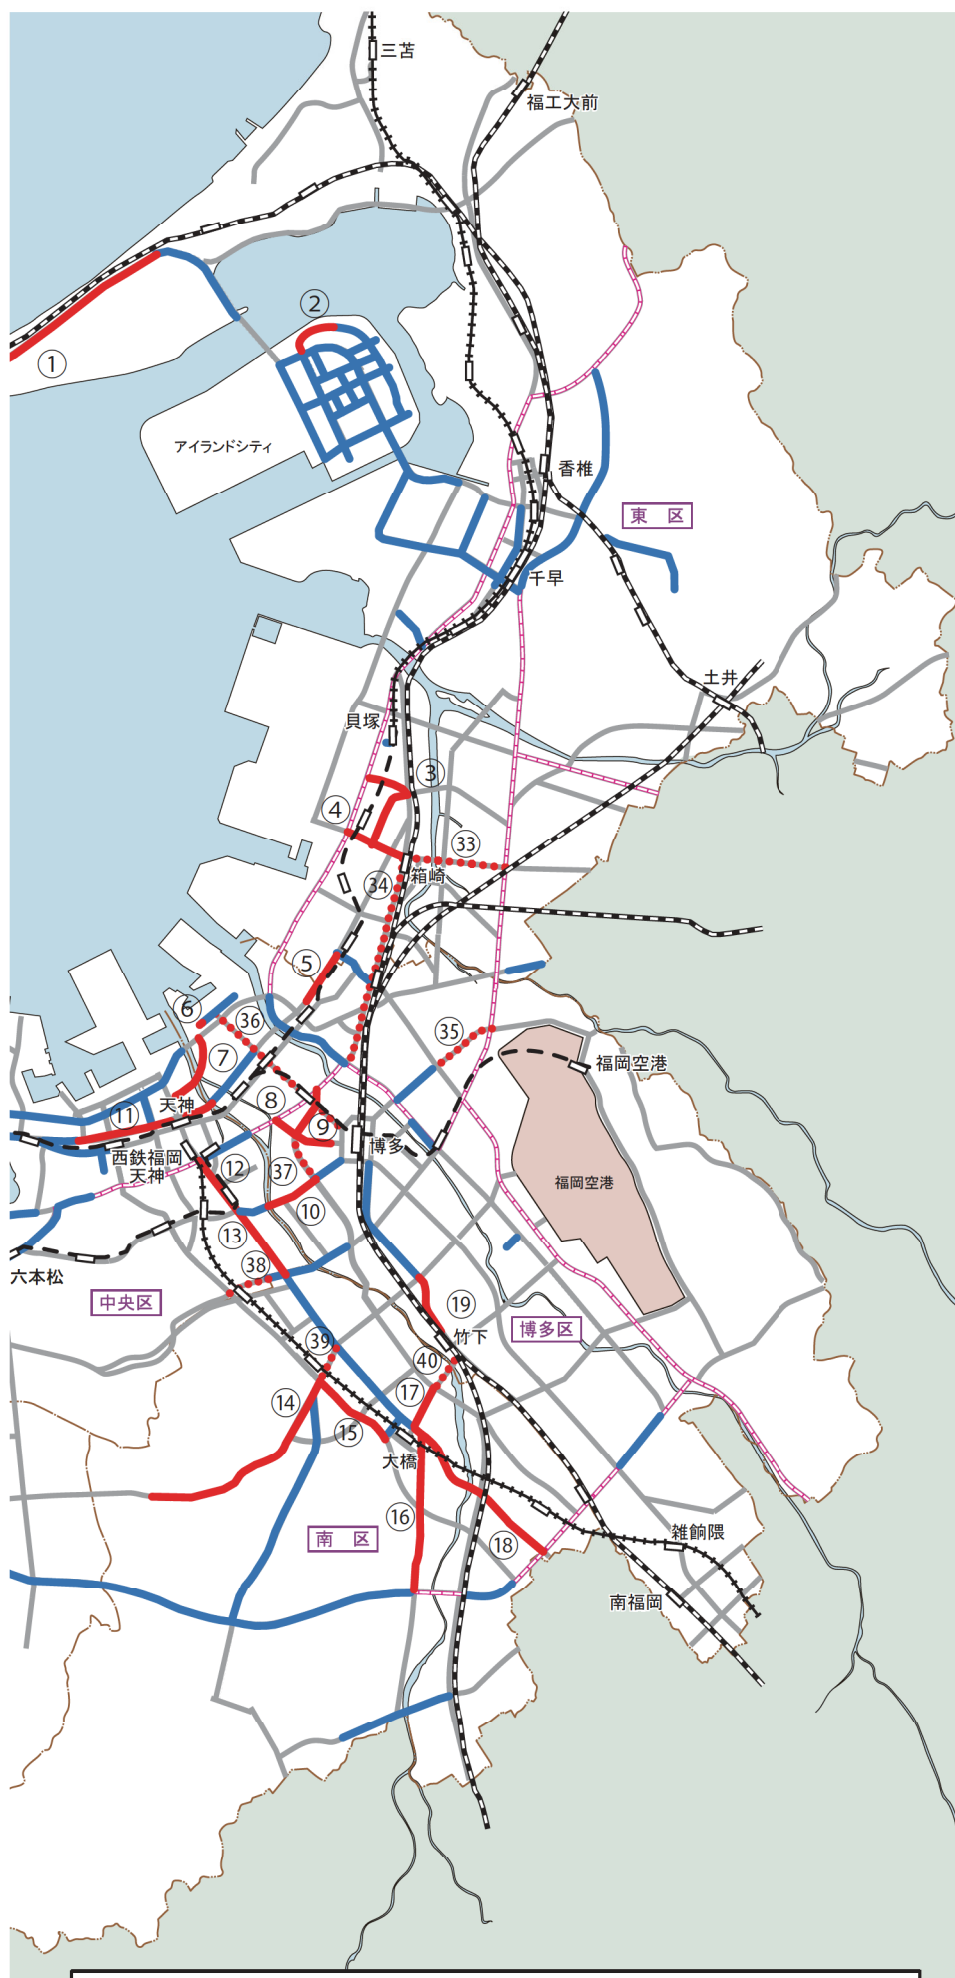 三苫
福工大前
②
①
アイランドシティ
香椎
東 区
千早
土井
貝塚
③
④
㉝
箱崎
㉞
⑤
⑥
㊱
㉟
⑦
福岡空港
⑧
天神
⑪
⑨
博多
西鉄福岡
天神
⑫
㊲
福岡空港
⑩
⑬
㊳
六本松
中央区
⑲
博多区
竹下
㊴
㊵
⑰
⑭
⑮
大橋
⑯
南 区
⑱
雑餉隈
南福岡